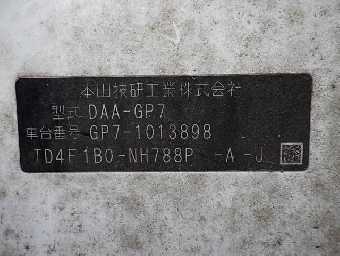 本田技研工業株式会社
型式 DAA-GP7
車台番号 GP7-1013898
TD4F1B0-NH788P -A -J